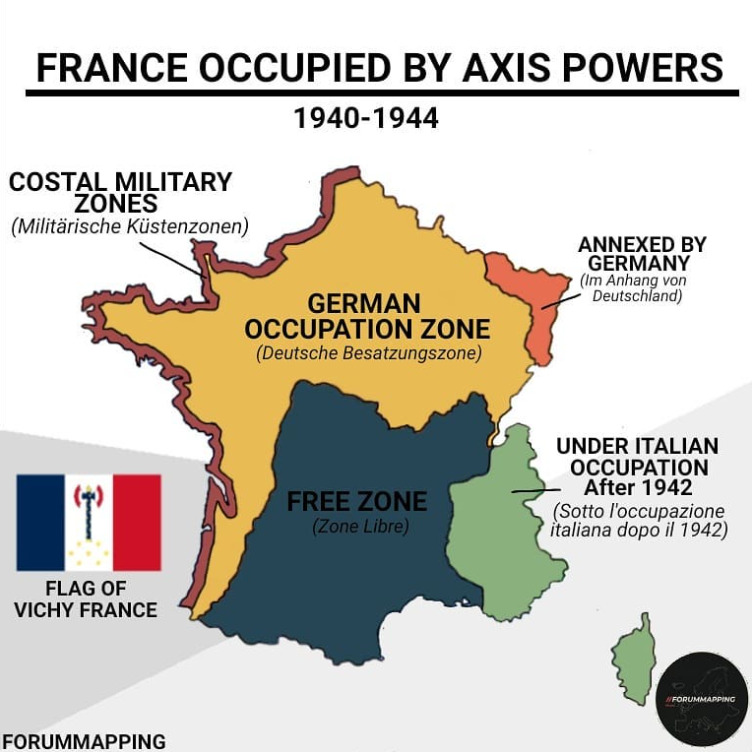 FRANCE OCCUPIED BY AXIS POWERS
1940-1944
COSTAL MILITARY
ZONES
(Militärische Küstenzonen)
ANNEXED BY
GERMANY
(Im Anhang von
Deutschland)
GERMAN
OCCUPATION ZONE
(Deutsche Besatzungszone)
UNDER ITALIAN
OCCUPATION
After 1942
(Sotto l'occupazione
italiana dopo il 1942)
FREE ZONE
(Zone Libre)
FLAG OF
VICHY FRANCE
//FORUMMAPPING
FORUMMAPPING